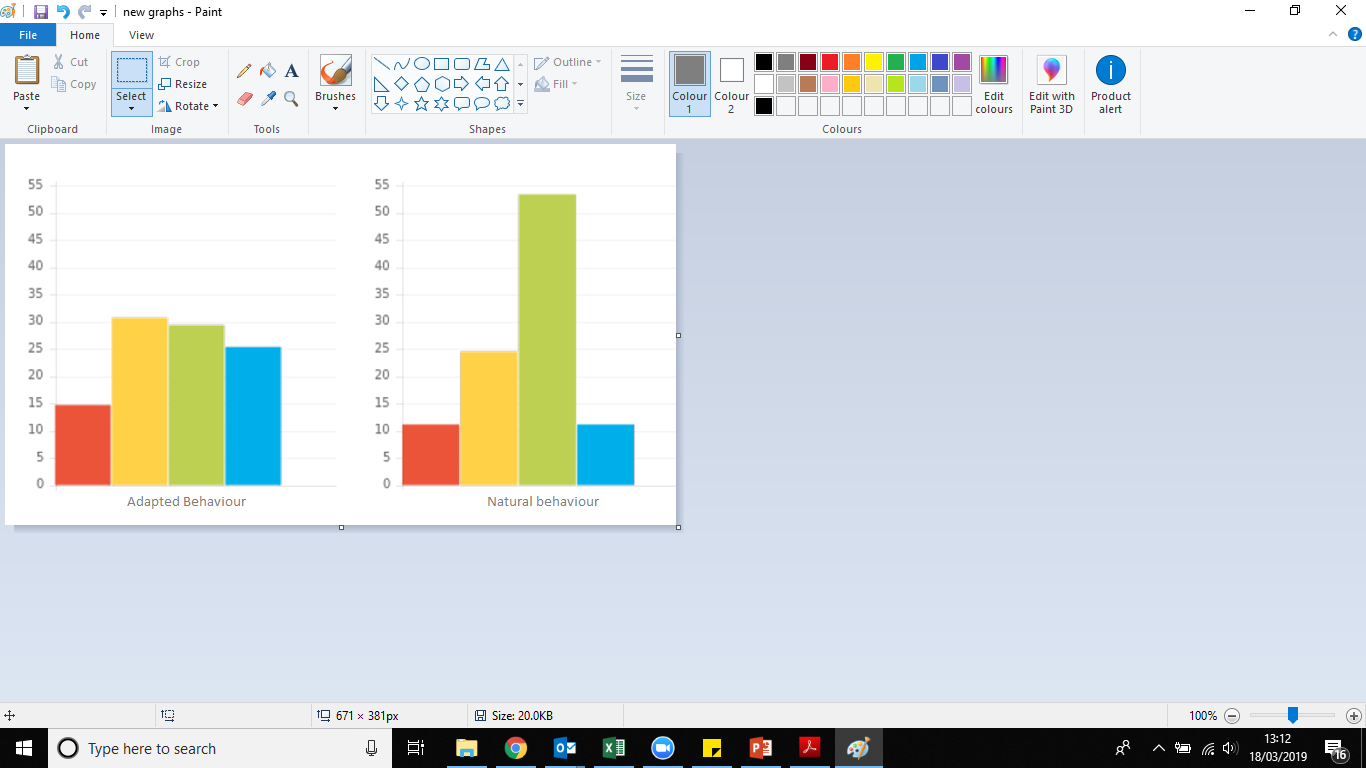 new graphs - Paint
File Home View
Paste
Cut
Copy
Clipboard
Select
Crop
Resize
Rotate
Image
Tools
Brushes
Shapes
Outline
Fill
Size
Colour 1
Colour 2
Colours
Edit colours
Edit with Paint 3D
Product alert
55
50
45
40
35
30
25
20
15
10
5
0
Adapted Behaviour
55
50
45
40
35
30
25
20
15
10
5
0
Natural behaviour
671 × 381px
Size: 20.0KB
100%
Type here to search
13:12
18/03/2019
16